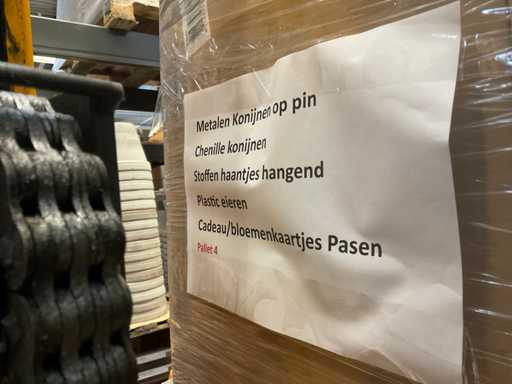 Metalen Konijnen op pin
Chenille konijnen
Stoffen haantjes hangend
Plastic eieren
Cadeau/bloemenkaartjes Pasen
Pallet 4